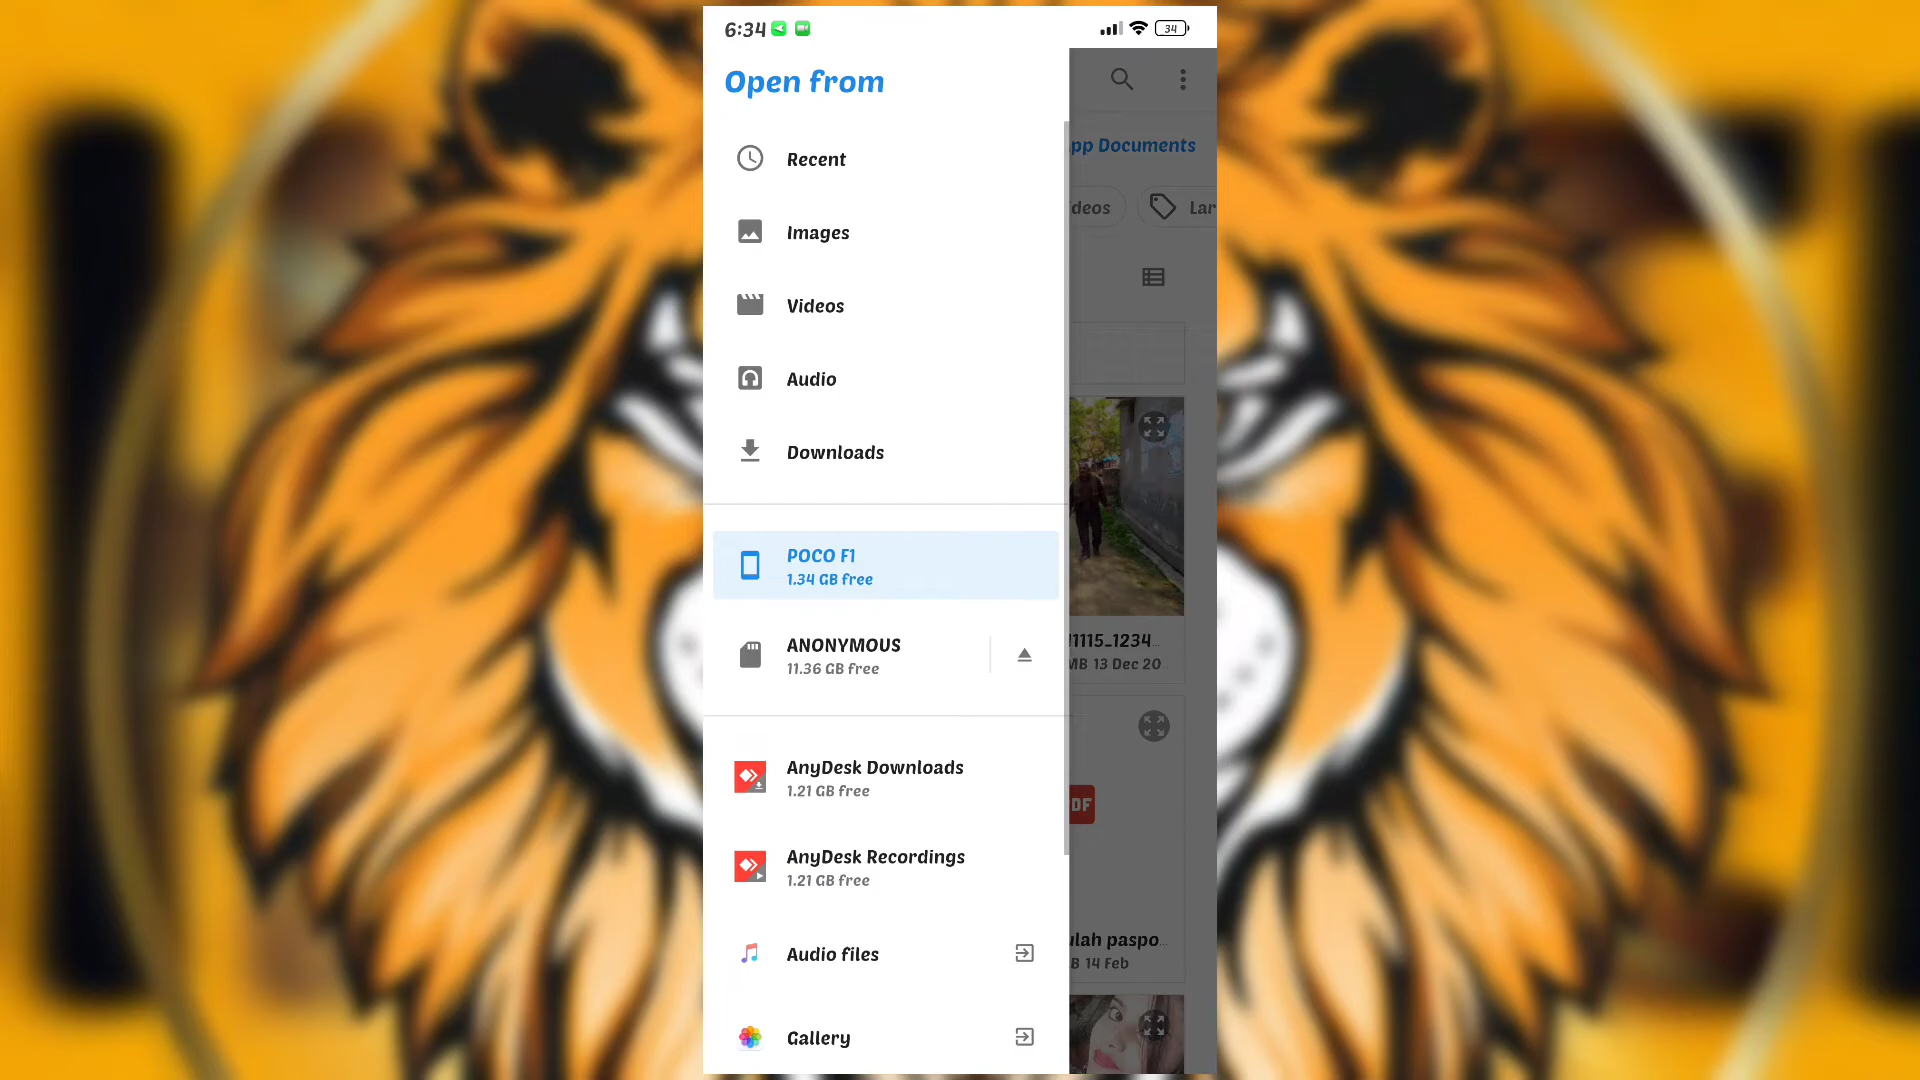 6:34
34
Open from
pp Documents
Recent
deos
Lar
Images
Videos
Audio
Downloads
POCO F1
1.34 GB free
ANONYMOUS
11.36 GB free
11115_1234...
MB 13 Dec 20...
AnyDesk Downloads
1.21 GB free
DF
AnyDesk Recordings
1.21 GB free
Audio files
ulah paspo...
B 14 Feb
Gallery